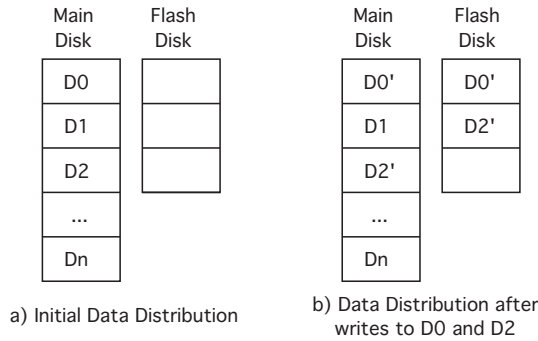 Main Disk
Flash Disk
D0
D1
D2
...
Dn
a) Initial Data Distribution
Main Disk
Flash Disk
D0'
D1
D2'
...
Dn
D0'
D2'
b) Data Distribution after
writes to D0 and D2